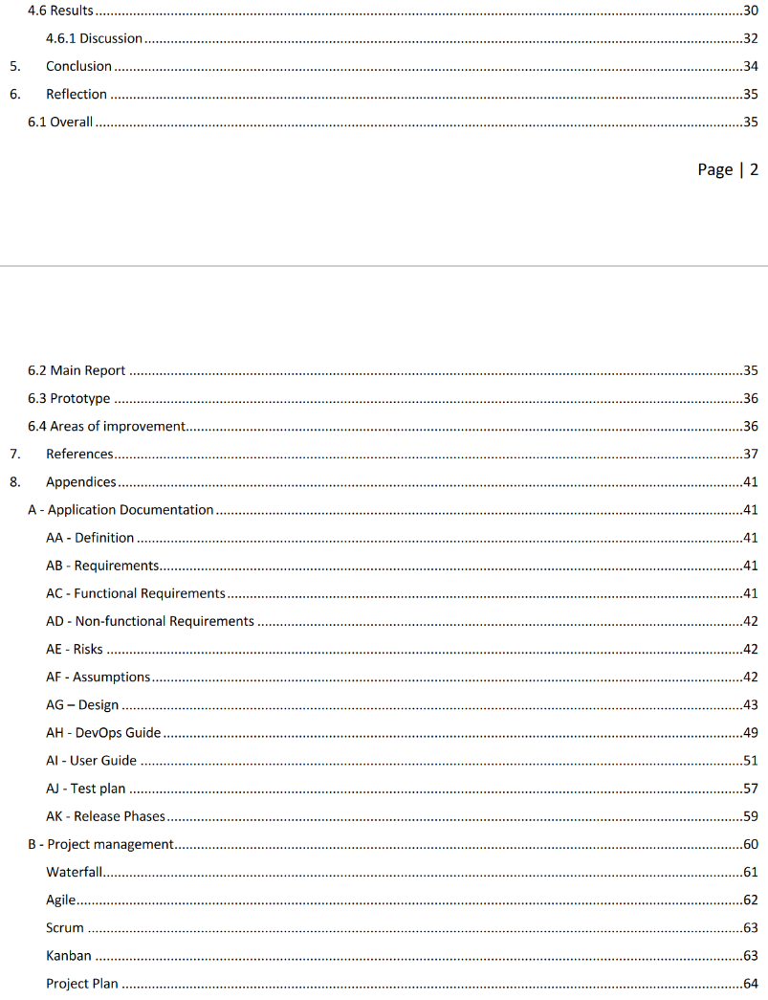 4.6 Results 30
4.6.1 Discussion 32
5. Conclusion 34
6. Reflection 35
6.1 Overall 35
Page | 2
6.2 Main Report 35
6.3 Prototype 36
6.4 Areas of improvement 36
7. References 37
8. Appendices 41
A - Application Documentation 41
AA - Definition 41
AB - Requirements 41
AC - Functional Requirements 41
AD - Non-functional Requirements 42
AE - Risks 42
AF - Assumptions 42
AG – Design 43
AH - DevOps Guide 49
AI - User Guide 51
AJ - Test plan 57
AK - Release Phases 59
B - Project management 60
Waterfall 61
Agile 62
Scrum 63
Kanban 63
Project Plan 64